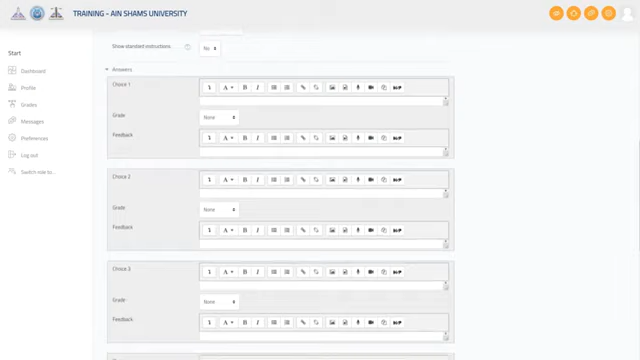 TRAINING - AIN SHAMS UNIVERSITY
Show standard instructions
No
Start
Answers
Dashboard
Choice 1
A
B
I
H-P
Profile
Grades
Grade
None
Messages
Feedback
A
B
I
H-P
Preferences
Log out
Switch role to...
Choice 2
A
B
I
H-P
Grade
None
Feedback
A
B
I
H-P
Choice 3
A
B
I
H-P
Grade
None
Feedback
A
B
I
H-P